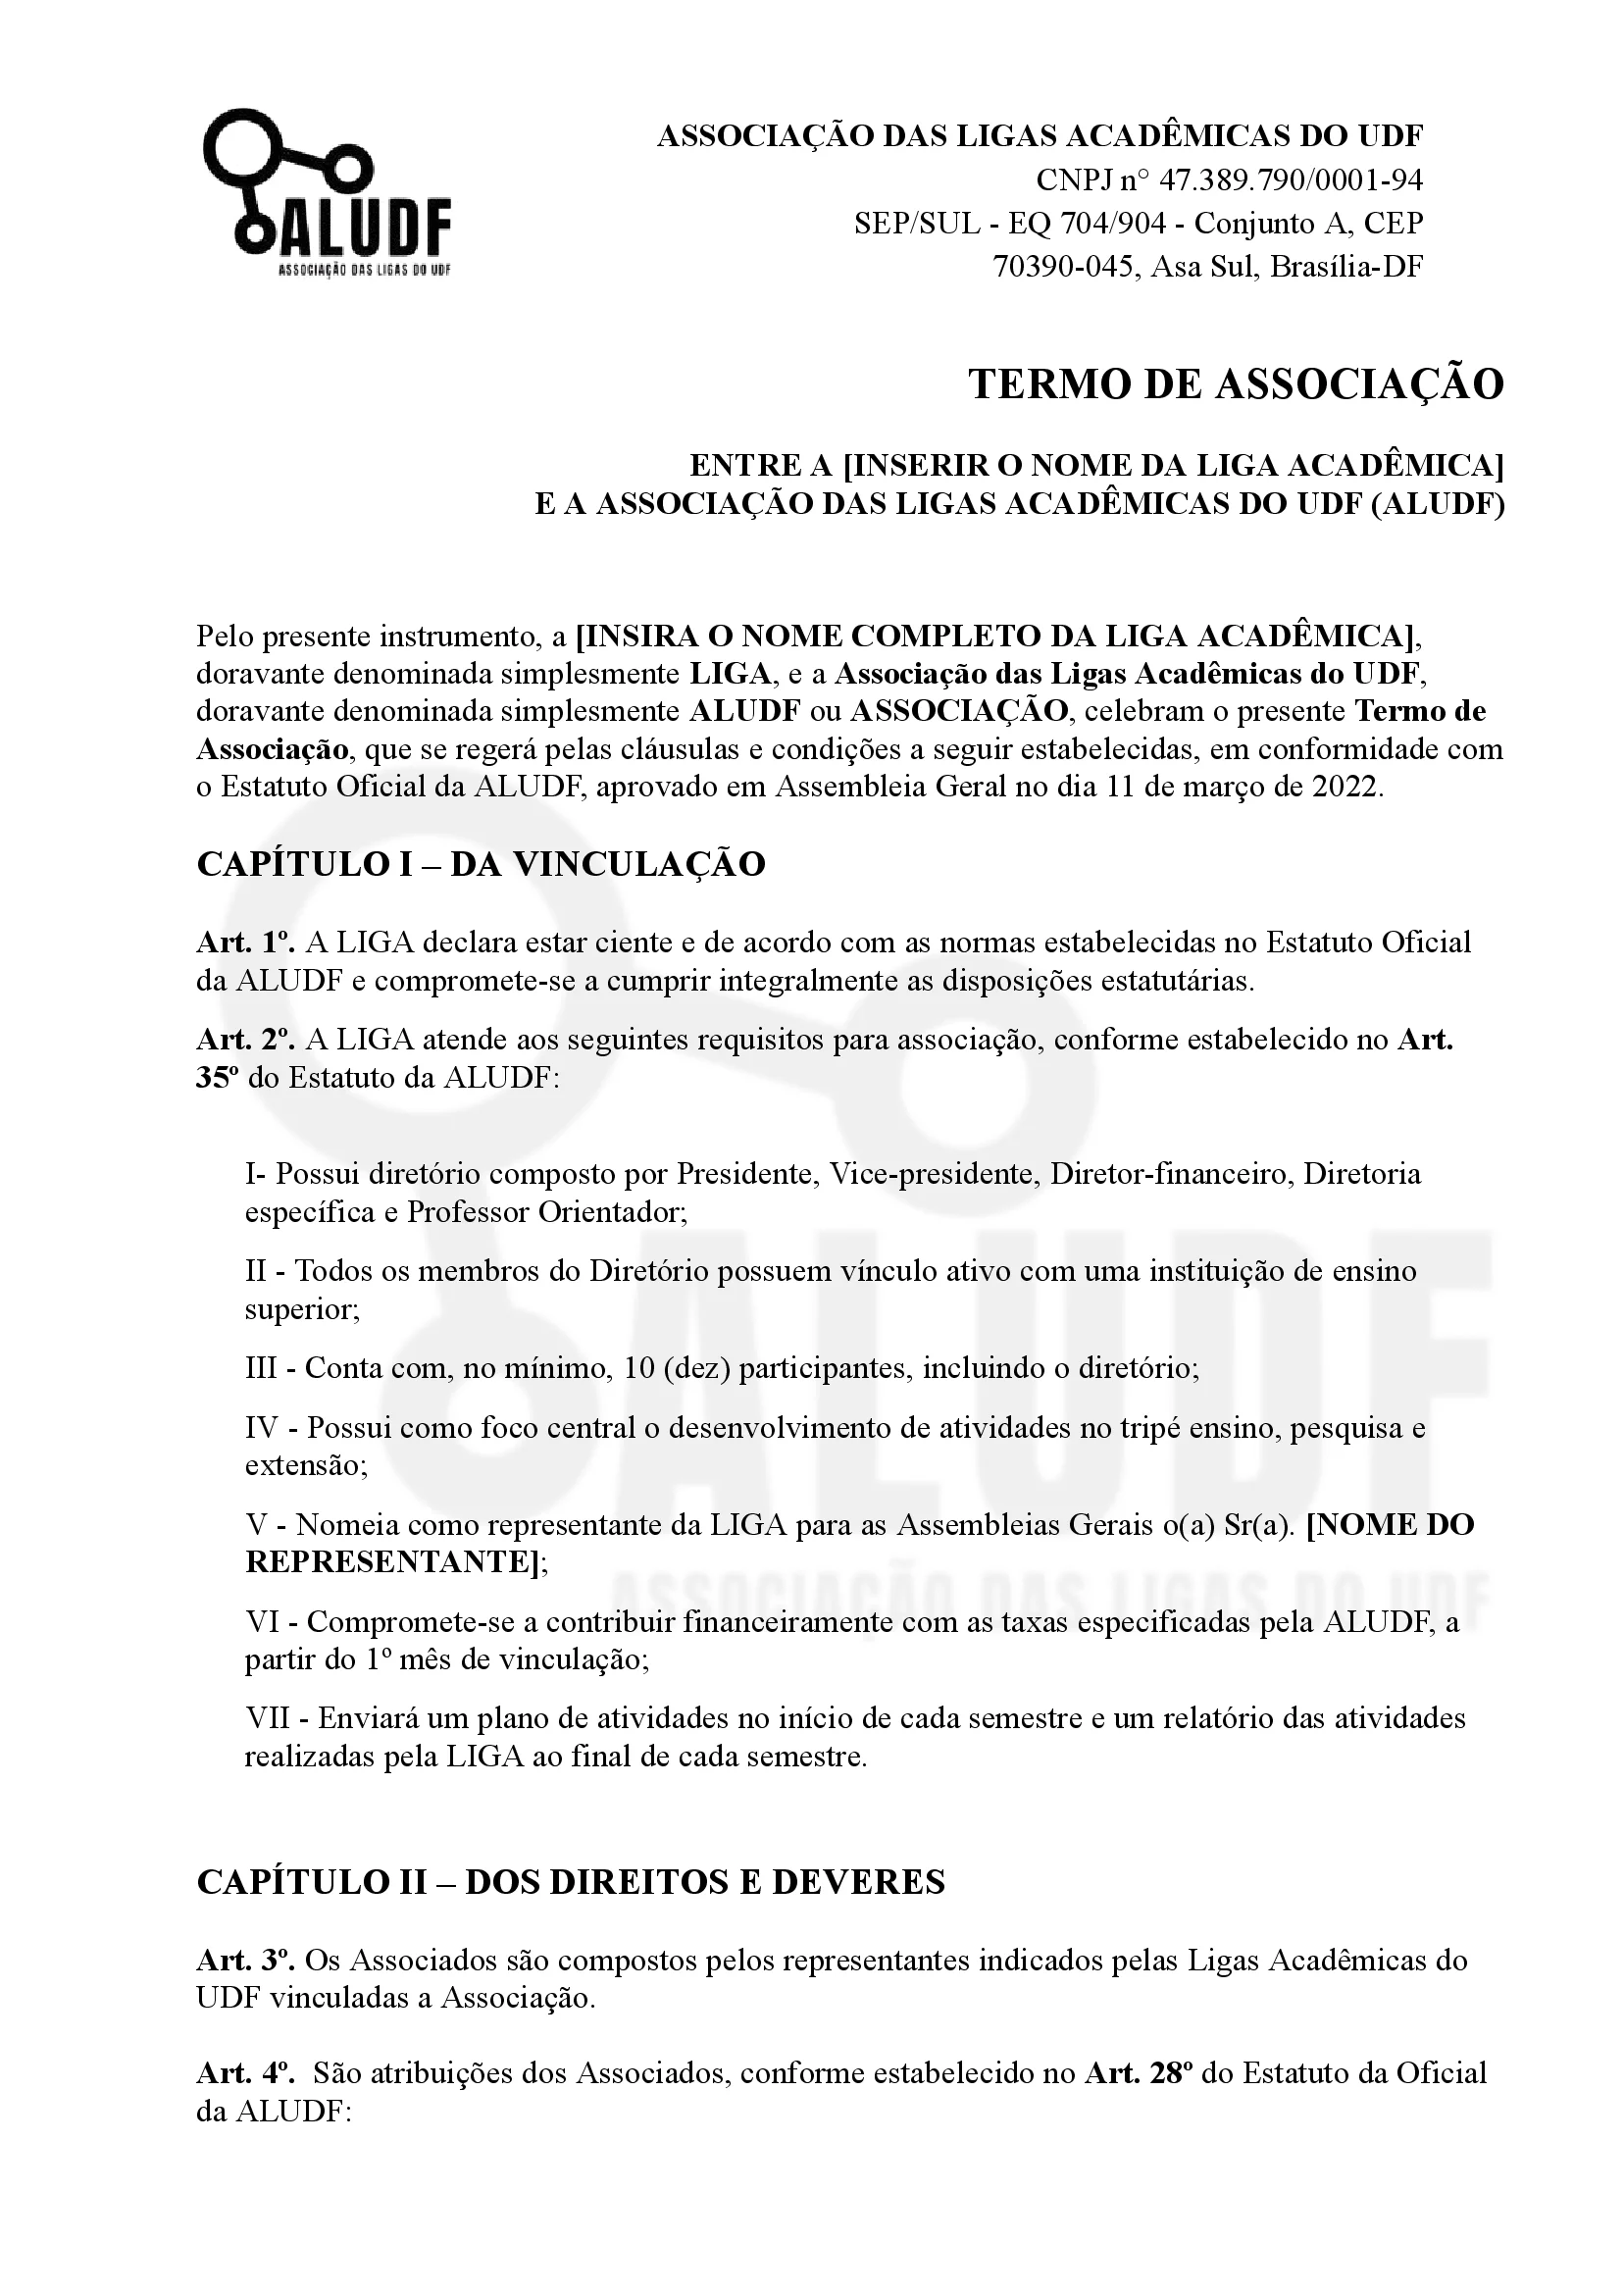 ALUDF
ASSOCIAÇÃO DAS LIGAS DO UDF
ASSOCIAÇÃO DAS LIGAS ACADÊMICAS DO UDF
CNPJ n° 47.389.790/0001-94
SEP/SUL - EQ 704/904 - Conjunto A, CEP
70390-045, Asa Sul, Brasília-DF
TERMO DE ASSOCIAÇÃO
ENTRE A [INSERIR O NOME DA LIGA ACADÊMICA]
E A ASSOCIAÇÃO DAS LIGAS ACADÊMICAS DO UDF (ALUDF)
Pelo presente instrumento, a [INSIRA O NOME COMPLETO DA LIGA ACADÊMICA],
doravante denominada simplesmente LIGA, e a Associação das Ligas Acadêmicas do UDF,
doravante denominada simplesmente ALUDF ou ASSOCIAÇÃO, celebram o presente Termo de
Associação, que se regerá pelas cláusulas e condições a seguir estabelecidas, em conformidade com
o Estatuto Oficial da ALUDF, aprovado em Assembleia Geral no dia 11 de março de 2022.
CAPÍTULO I – DA VINCULAÇÃO
Art. 1º. A LIGA declara estar ciente e de acordo com as normas estabelecidas no Estatuto Oficial
da ALUDF e compromete-se a cumprir integralmente as disposições estatutárias.
Art. 2º. A LIGA atende aos seguintes requisitos para associação, conforme estabelecido no Art.
35º do Estatuto da ALUDF:
I- Possui diretório composto por Presidente, Vice-presidente, Diretor-financeiro, Diretoria
específica e Professor Orientador;
II - Todos os membros do Diretório possuem vínculo ativo com uma instituição de ensino
superior;
III - Conta com, no mínimo, 10 (dez) participantes, incluindo o diretório;
IV - Possui como foco central o desenvolvimento de atividades no tripé ensino, pesquisa e
extensão;
V - Nomeia como representante da LIGA para as Assembleias Gerais o(a) Sr(a). [NOME DO
REPRESENTANTE];
VI - Compromete-se a contribuir financeiramente com as taxas especificadas pela ALUDF, a
partir do 1º mês de vinculação;
VII - Enviará um plano de atividades no início de cada semestre e um relatório das atividades
realizadas pela LIGA ao final de cada semestre.
ALUDF
ASSOCIAÇÃO DAS LIGAS DO UDF
CAPÍTULO II – DOS DIREITOS E DEVERES
Art. 3º. Os Associados são compostos pelos representantes indicados pelas Ligas Acadêmicas do
UDF vinculadas a Associação.
Art. 4º.  São atribuições dos Associados, conforme estabelecido no Art. 28º do Estatuto da Oficial
da ALUDF: